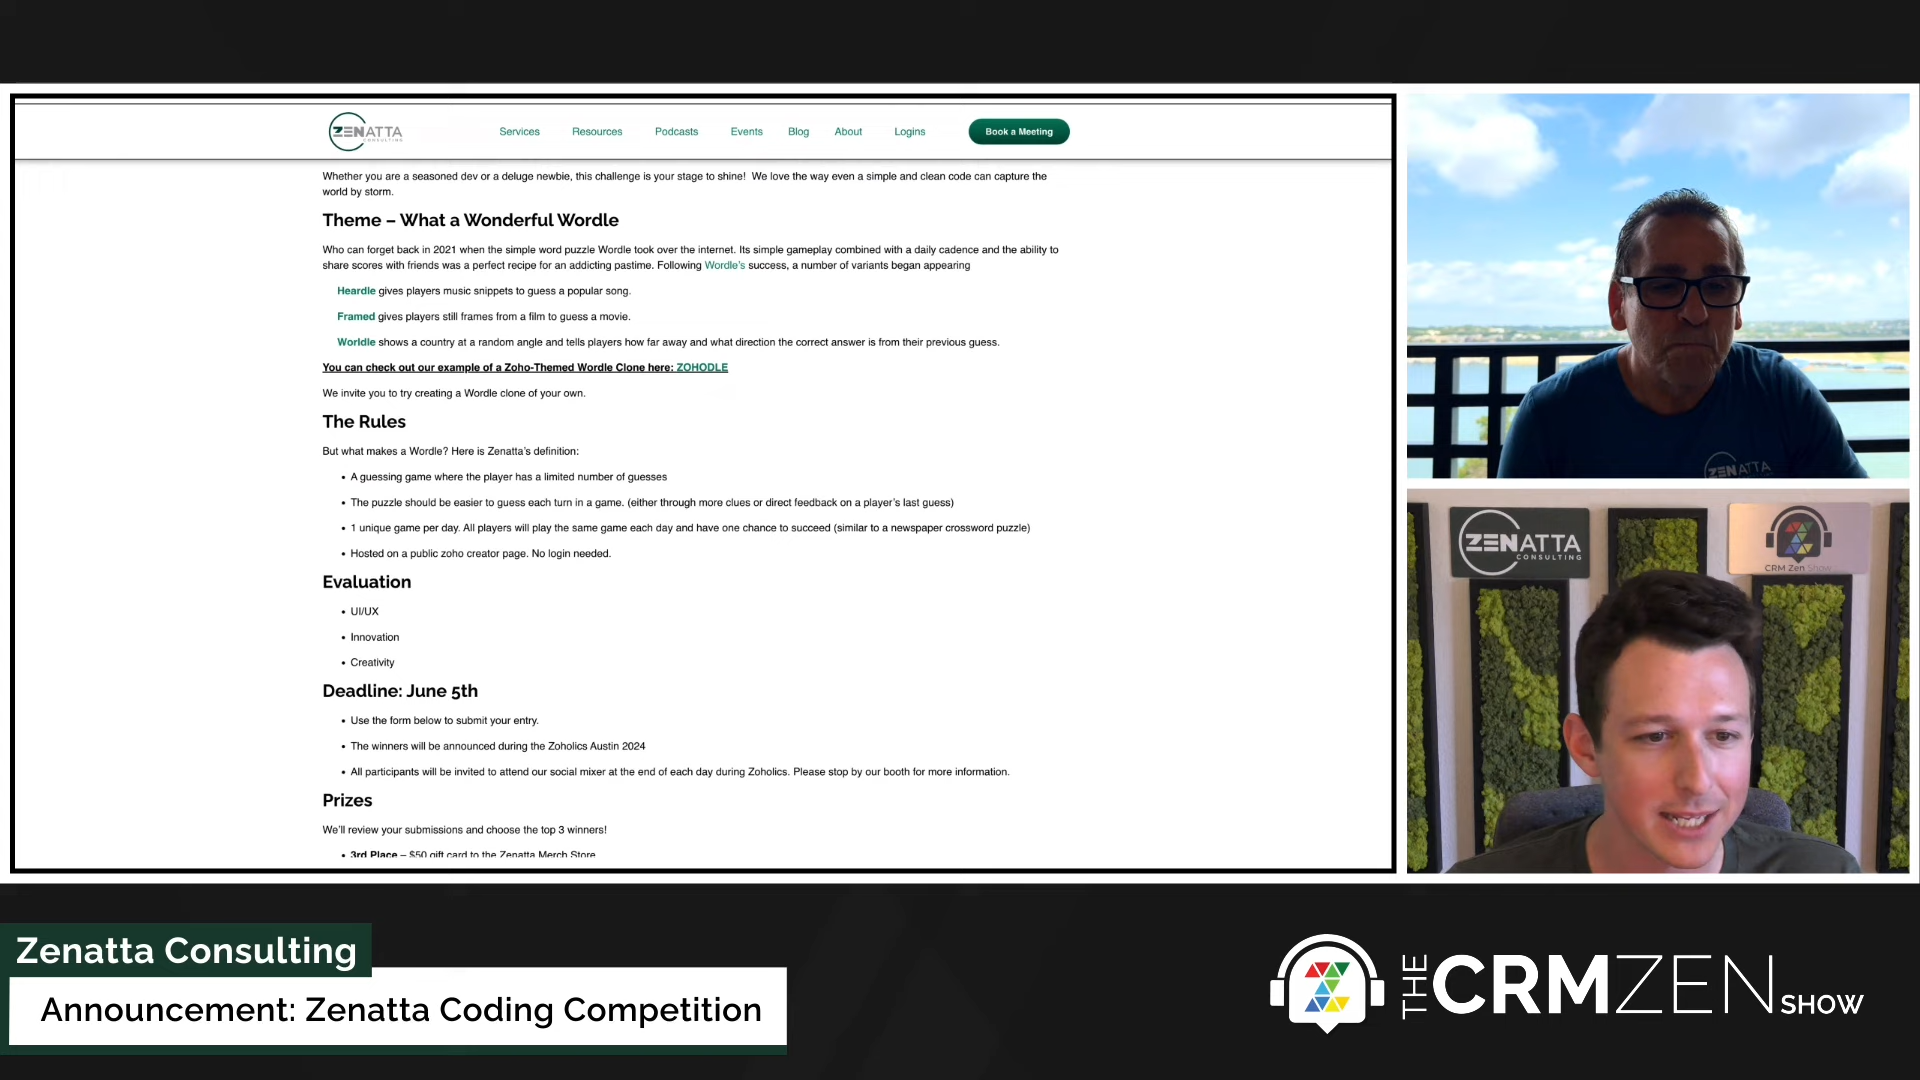 ZENATTA
CONSULTING
Services
Resources
Podcasts
Events
Blog
About
Logins
Book a Meeting
Whether you are a seasoned dev or a deluge newbie, this challenge is your stage to shine! We love the way even a simple and clean code can capture the
world by storm.
Theme – What a Wonderful Wordle
Who can forget back in 2021 when the simple word puzzle Wordle took over the internet. Its simple gameplay combined with a daily cadence and the ability to
share scores with friends was a perfect recipe for an addicting pastime. Following Wordle's success, a number of variants began appearing
Heardle gives players music snippets to guess a popular song.
Framed gives players still frames from a film to guess a movie.
Worldle shows a country at a random angle and tells players how far away and what direction the correct answer is from their previous guess.
You can check out our example of a Zoho-Themed Wordle Clone here: ZOHODLE
We invite you to try creating a Wordle clone of your own.
The Rules
But what makes a Wordle? Here is Zenatta's definition:
• A guessing game where the player has a limited number of guesses
• The puzzle should be easier to guess each turn in a game. (either through more clues or direct feedback on a player's last guess)
• 1 unique game per day. All players will play the same game each day and have one chance to succeed (similar to a newspaper crossword puzzle)
• Hosted on a public zoho creator page. No login needed.
Evaluation
• UI/UX
• Innovation
• Creativity
Deadline: June 5th
• Use the form below to submit your entry.
• The winners will be announced during the Zoholics Austin 2024
• All participants will be invited to attend our social mixer at the end of each day during Zoholics. Please stop by our booth for more information.
Prizes
We'll review your submissions and choose the top 3 winners!
• 3rd Place – $50 gift card to the Zenatta Merch Store
ZENATTA
ZENATTA
CONSULTING
CRM Zen Show
Zenatta Consulting
Announcement: Zenatta Coding Competition
THE CRMZEN SHOW